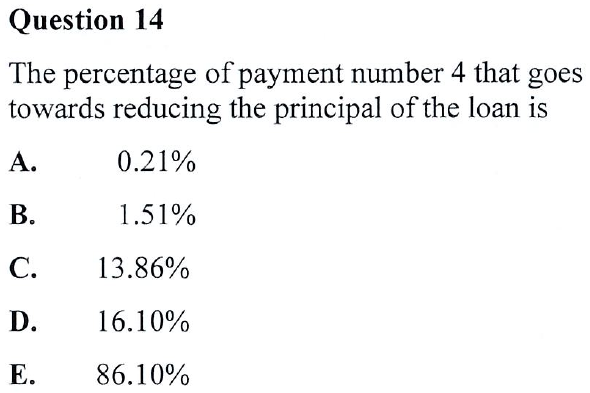 Question 14
The percentage of payment number 4 that goes
towards reducing the principal of the loan is
A. 0.21%
B. 1.51%
C. 13.86%
D. 16.10%
E. 86.10%